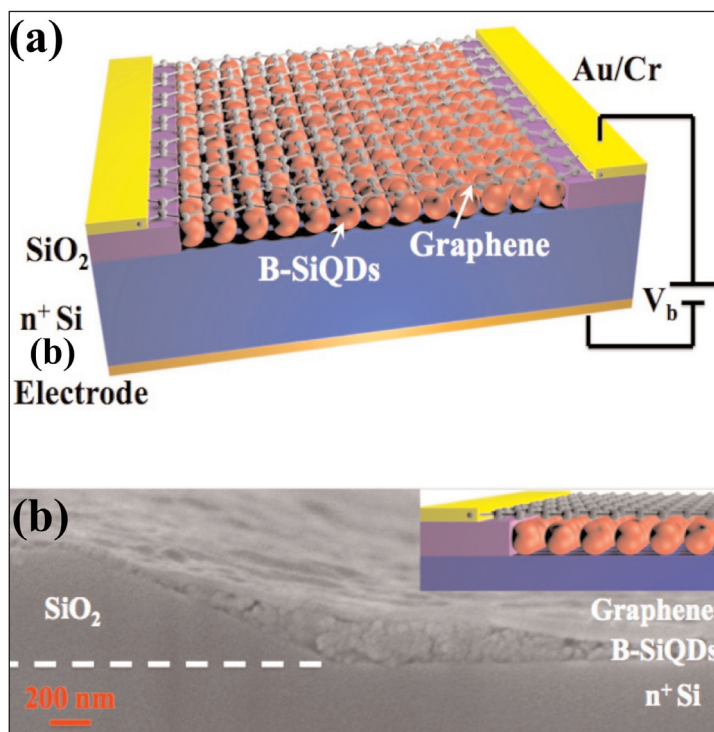 (a)
Au/Cr
SiO2
Graphene
B-SiQDs
n+ Si
Vb
(b)
Electrode
(b)
SiO2
Graphene
B-SiQDs
n+ Si
200 nm